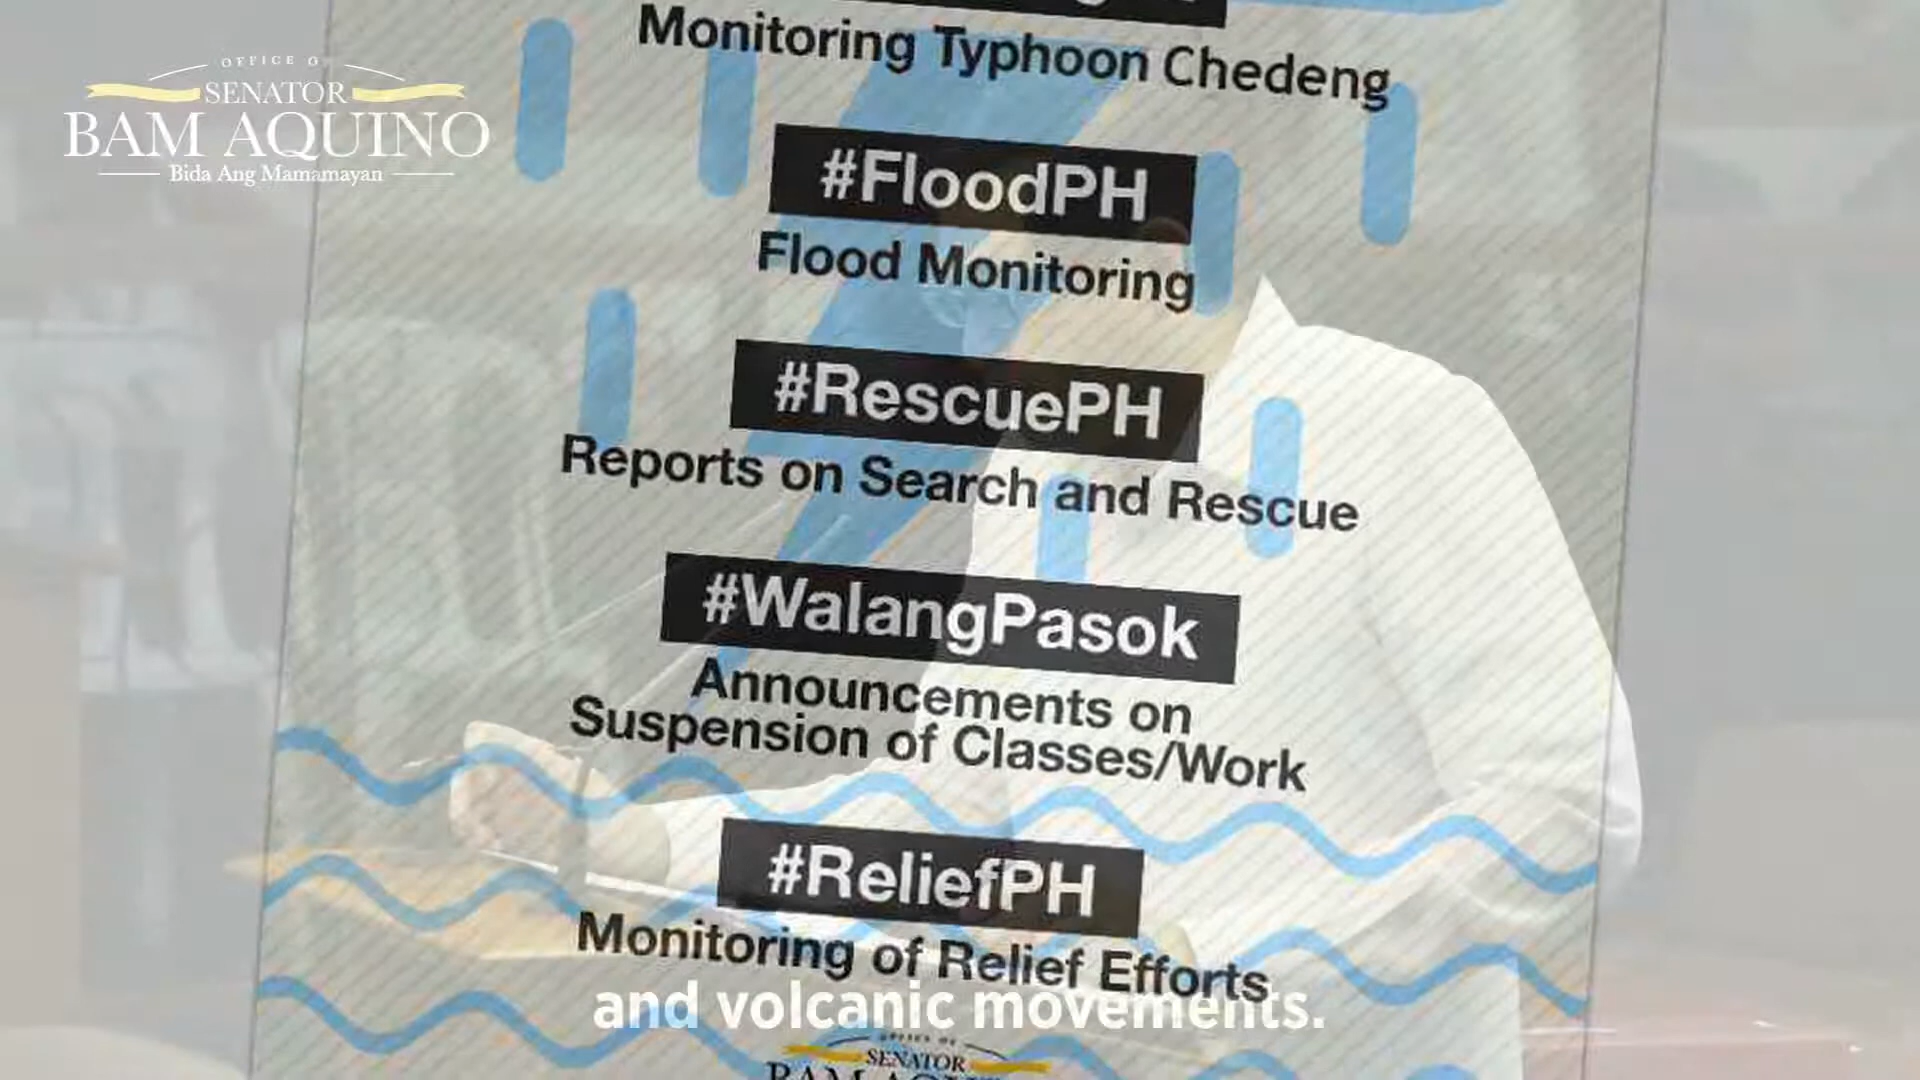 OFFICE OF
SENATOR
BAM AQUINO
Bida Ang Mamamayan
Monitoring Typhoon Chedeng
#FloodPH
Flood Monitoring
#RescuePH
Reports on Search and Rescue
#WalangPasok
Announcements on
Suspension of Classes/Work
#ReliefPH
Monitoring of Relief Efforts
and volcanic movements.
OFFICE OF
SENATOR
BAM AQUINO